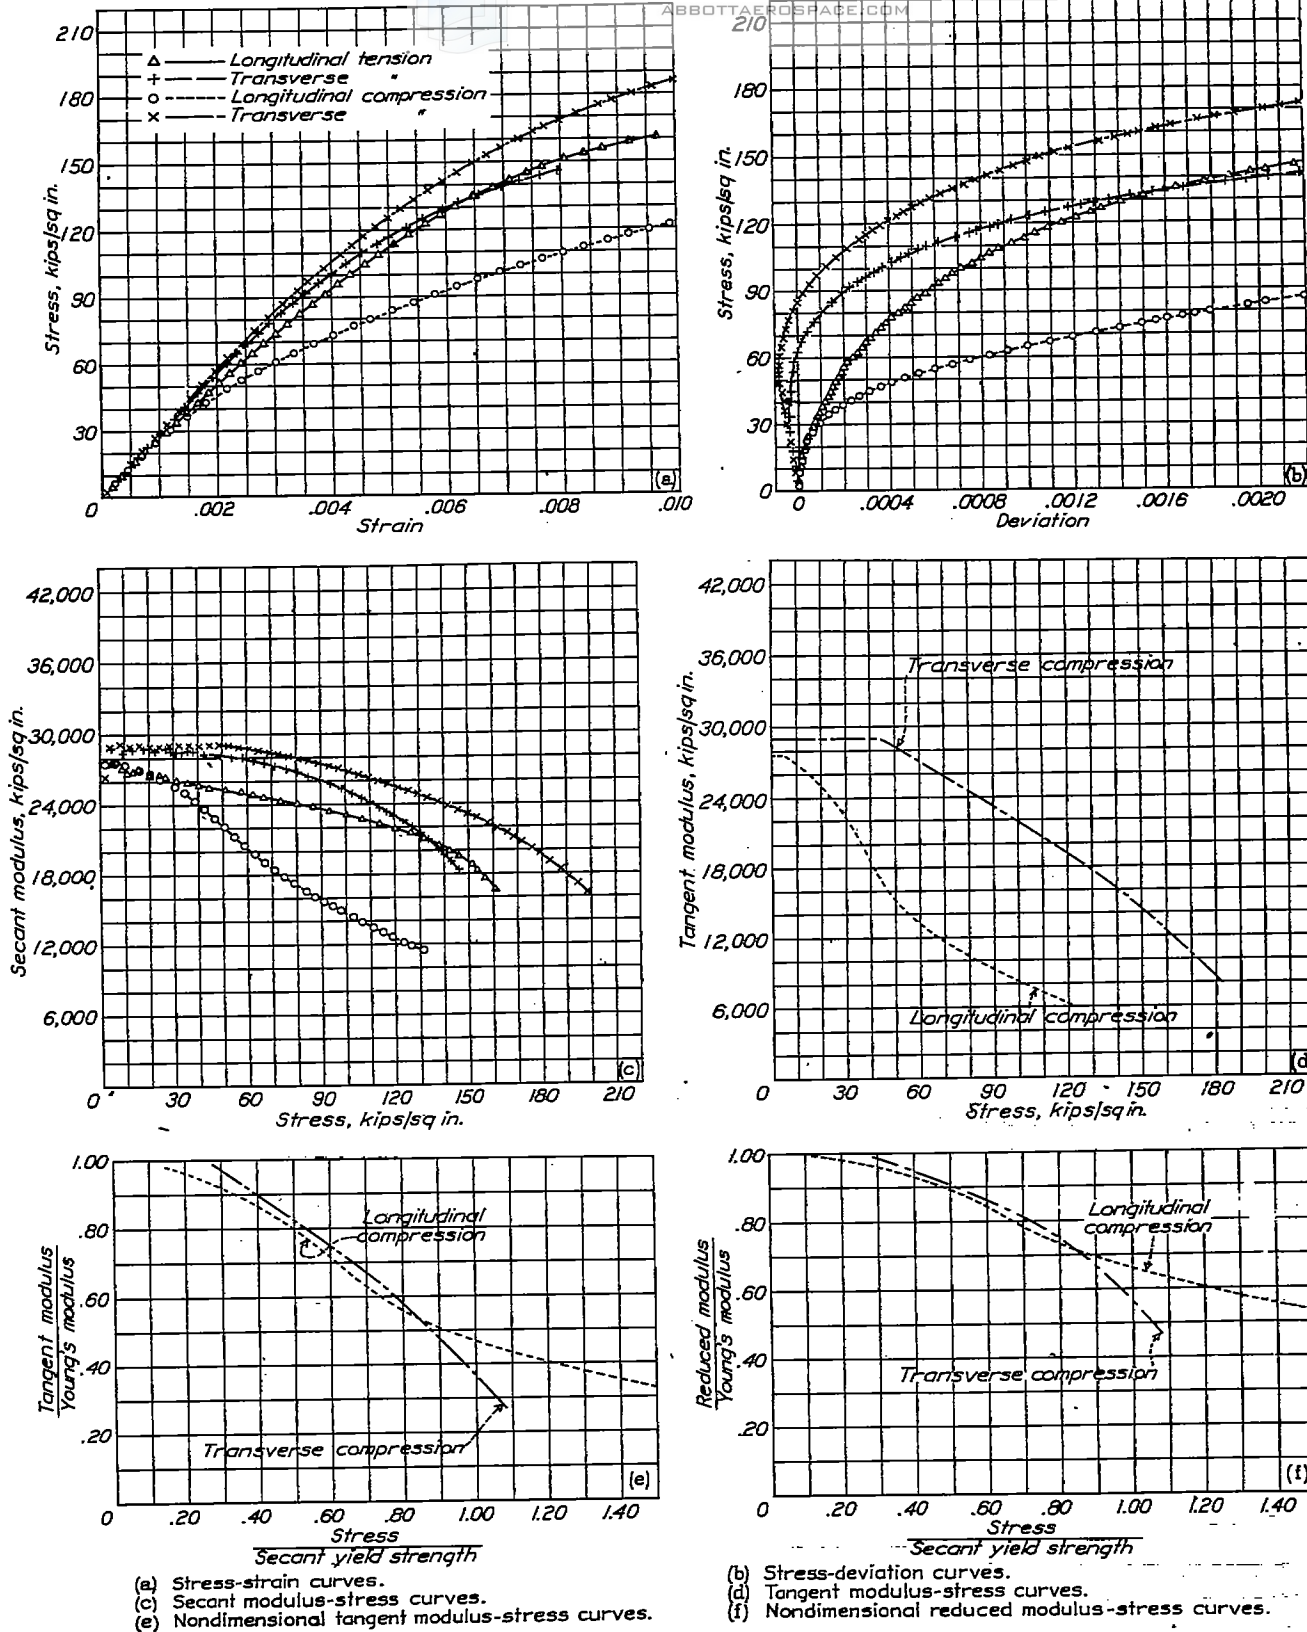 ABBOTTAEROSPACE.COM
210
180
150
120
90
60
30
0
Stress, kips/sq in.
Longitudinal tension
Transverse "
Longitudinal compression
Transverse "
(a)
.002
.004
.006
.008
.010
Strain
210
180
150
120
90
60
30
0
Stress, kips/sq in.
(b)
0
.0004
.0008
.0012
.0016
.0020
Deviation
42,000
36,000
30,000
24,000
18,000
12,000
6,000
Secant modulus, kips/sq in.
(c)
0
30
60
90
120
150
180
210
Stress, kips/sq in.
42,000
36,000
30,000
24,000
18,000
12,000
6,000
Tangent modulus, kips/sq in.
Transverse compression
Longitudinal compression
(d
0
30
60
90
120
150
180
210
Stress, kips/sq in.
1.00
.80
.60
.40
.20
Tangent modulus
Young's modulus
Longitudinal
compression
Transverse compression
(e)
0
.20
.40
.60
.80
1.00
1.20
1.40
Stress
Secant yield strength
1.00
.80
.60
.40
.20
Reduced modulus
Young's modulus
Longitudinal
compression
Transverse compression
(f)
0
.20
.40
.60
.80
1.00
1.20
1.40
Stress
Secant yield strength
(a) Stress-strain curves.
(c) Secant modulus-stress curves.
(e) Nondimensional tangent modulus-stress curves.
(b) Stress-deviation curves.
(d) Tangent modulus-stress curves.
(f) Nondimensional reduced modulus-stress curves.